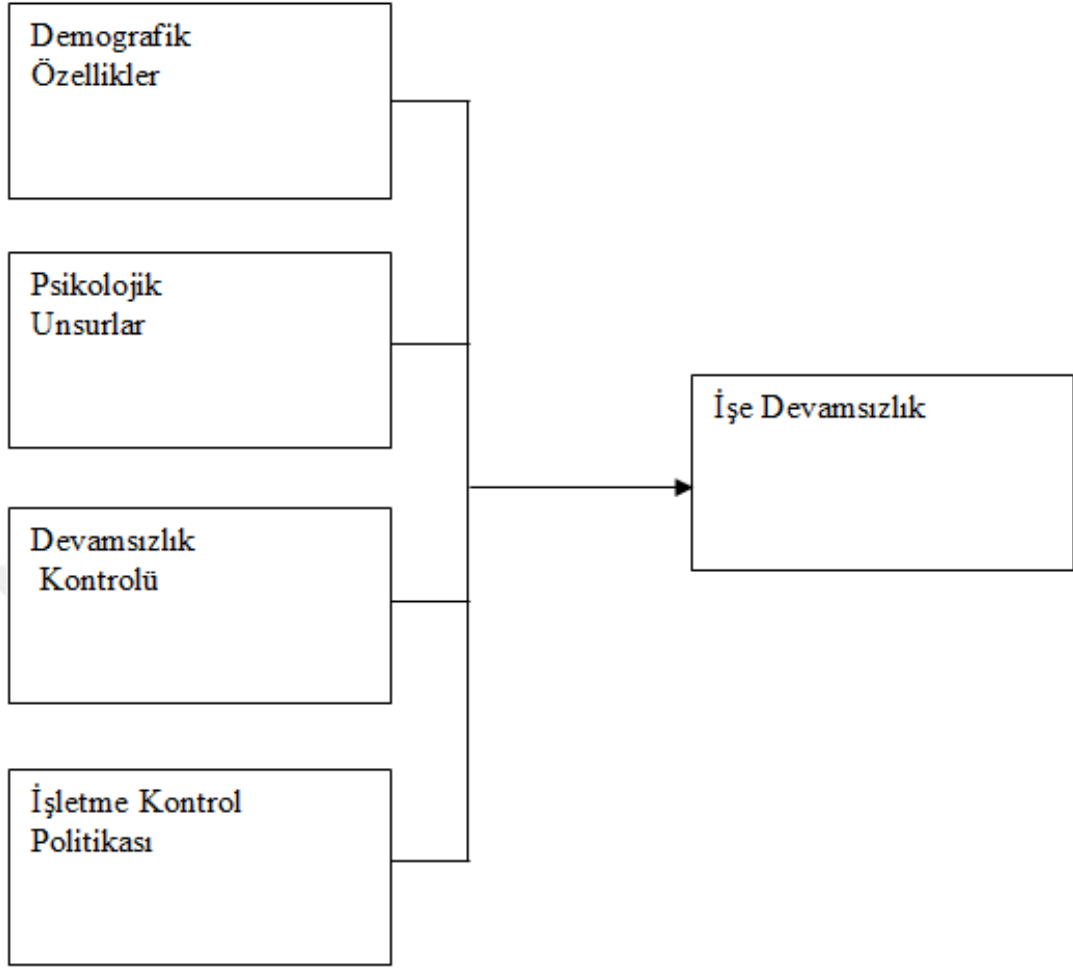 Demografik
Özellikler
Psikolojik
Unsurlar
İşe Devamsızlık
Devamsızlık
Kontrolü
İşletme Kontrol
Politikası